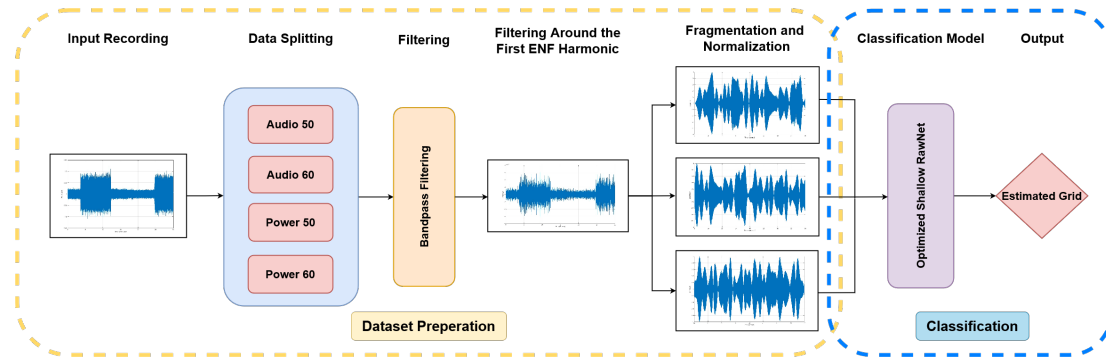 Input Recording
Data Splitting
Filtering
Filtering Around the
First ENF Harmonic
Fragmentation and
Normalization
Classification Model
Output
Audio 50
Audio 60
Power 50
Power 60
Bandpass Filtering
Optimized Shallow RawNet
Estimated Grid
Dataset Preperation
Classification